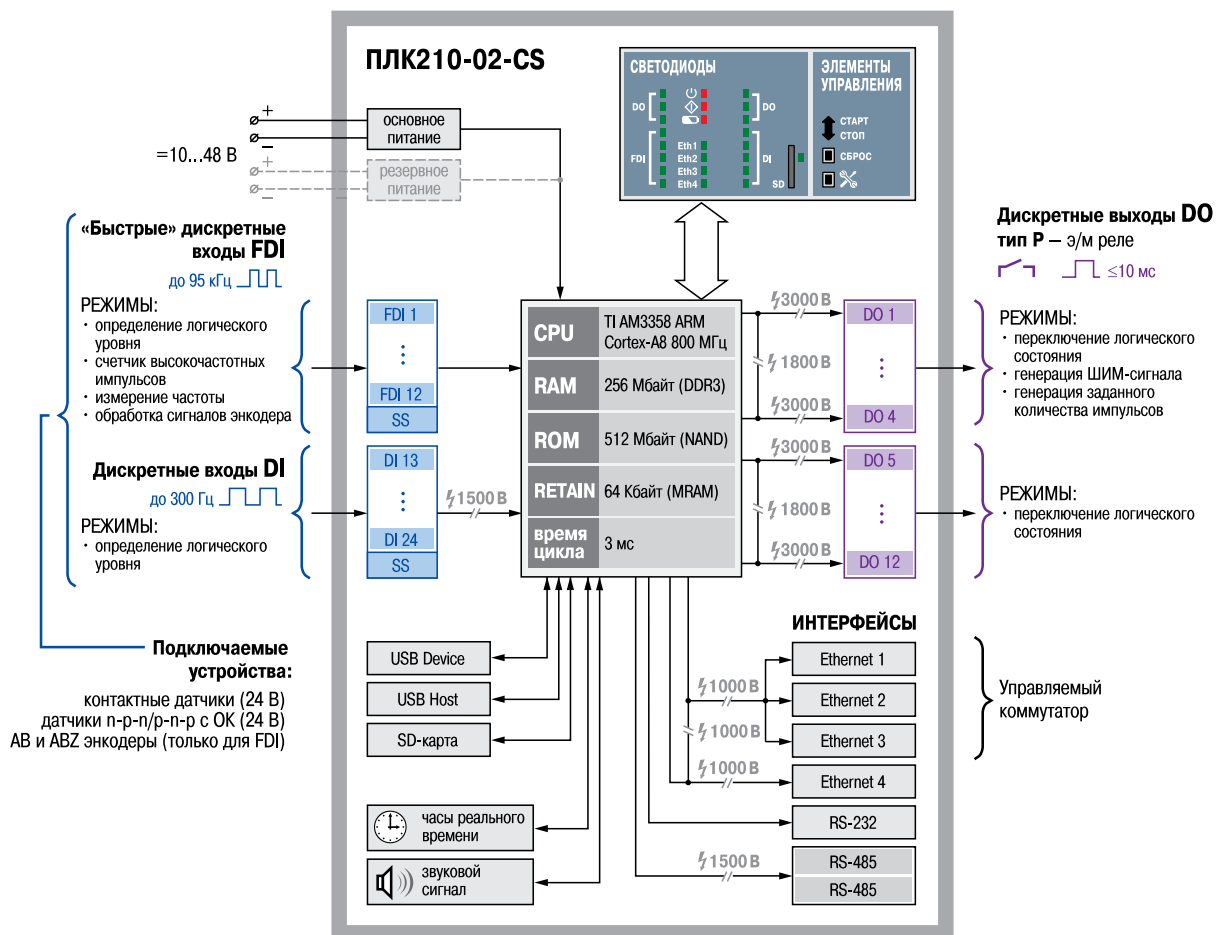 ПЛК210-02-CS
СВЕТОДИОДЫ
DO
DO
FDI
Eth1
Eth2
Eth3
Eth4
DI
SD
ЭЛЕМЕНТЫ
УПРАВЛЕНИЯ
СТАРТ
СТОП
СБРОС
=10...48 В
+
−
основное
питание
+
−
резервное
питание
«Быстрые» дискретные
входы FDI
до 95 кГц
РЕЖИМЫ:
· определение логического
уровня
· счетчик высокочастотных
импульсов
· измерение частоты
· обработка сигналов энкодера
Дискретные входы DI
до 300 Гц
РЕЖИМЫ:
· определение логического
уровня
Подключаемые
устройства:
контактные датчики (24 В)
датчики n-p-n/p-n-p с ОК (24 В)
AB и ABZ энкодеры (только для FDI)
FDI 1
FDI 12
SS
DI 13
DI 24
SS
1500 В
CPU
TI AM3358 ARM
Cortex-A8 800 МГц
RAM
256 Мбайт (DDR3)
ROM
512 Мбайт (NAND)
RETAIN
64 Кбайт (MRAM)
время
цикла
3 мс
3000 В
1800 В
3000 В
3000 В
1800 В
3000 В
DO 1
DO 4
DO 5
DO 12
Дискретные выходы DO
тип Р – э/м реле
≤10 мс
РЕЖИМЫ:
· переключение логического
состояния
· генерация ШИМ-сигнала
· генерация заданного
количества импульсов
РЕЖИМЫ:
· переключение логического
состояния
USB Device
USB Host
SD-карта
часы реального
времени
звуковой
сигнал
ИНТЕРФЕЙСЫ
1000 В
1000 В
1000 В
1500 В
Ethernet 1
Ethernet 2
Ethernet 3
Ethernet 4
RS-232
RS-485
RS-485
Управляемый
коммутатор